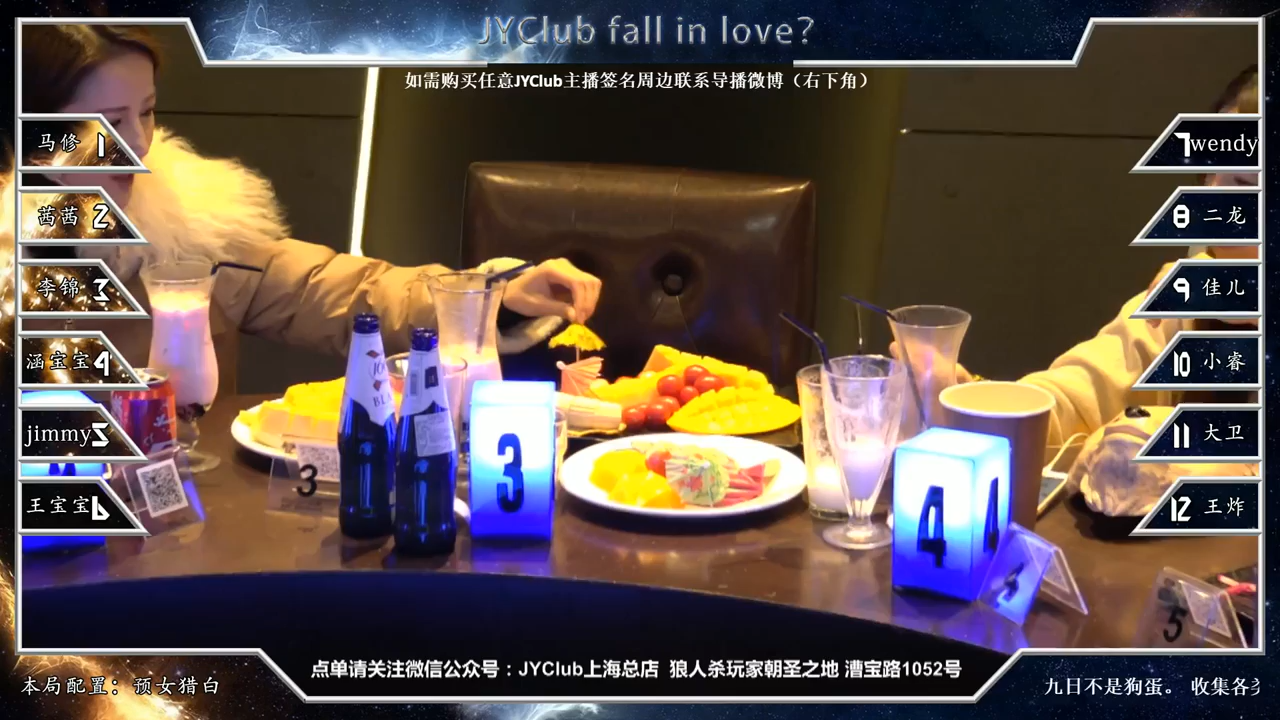 JYClub fall in love?
如需购买任意JYClub主播签名周边联系导播微博（右下角）
马修 1
茜茜 2
李锦 3
涵宝宝 4
jimmy 5
王宝宝 6
7 wendy
8 二龙
9 佳儿
10 小睿
11 大卫
12 王炸
3
3
4
4
4
5
点单请关注微信公众号：JYClub上海总店 狼人杀玩家朝圣之地 漕宝路1052号
本局配置：预女猎白
九日不是狗蛋。 收集各